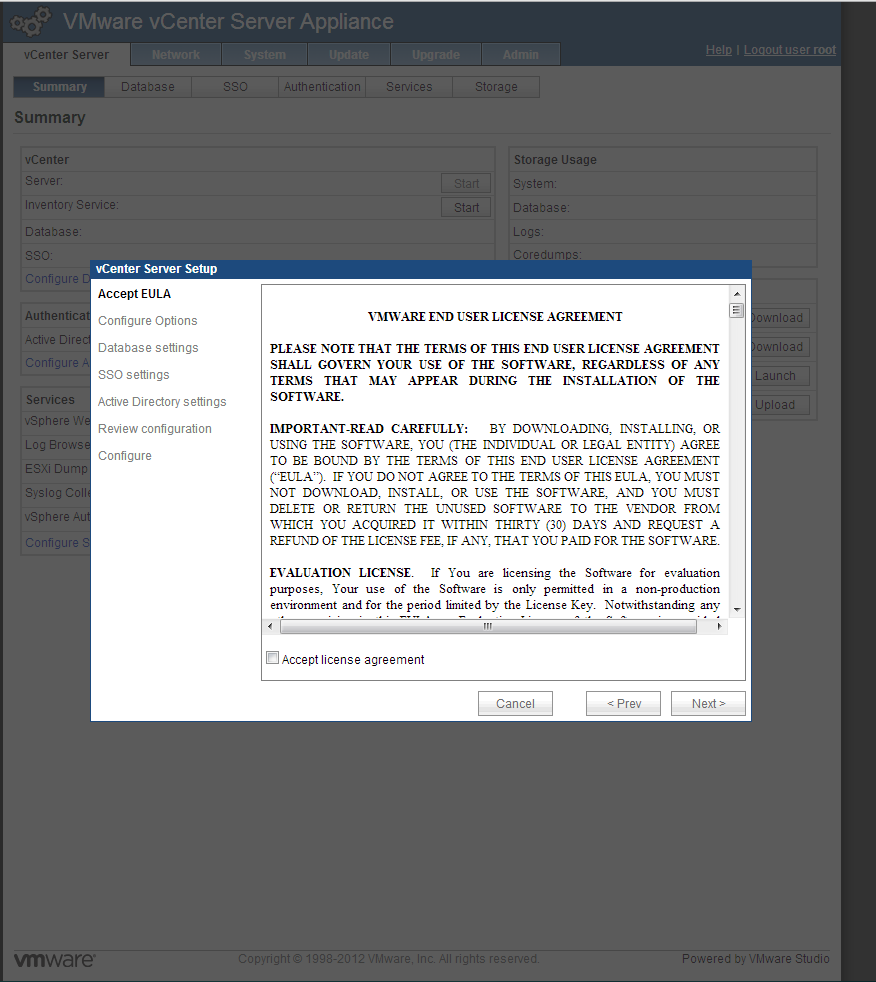 VMware vCenter Server Appliance
Help | Logout user root
vCenter Server Network System Update Upgrade Admin
Summary Database SSO Authentication Services Storage
Summary
vCenter
Server: Start
Inventory Service: Start
Database:
SSO:
Configure D
Storage Usage
System:
Database:
Logs:
Coredumps:
Authenticat
Active Direct
Configure A
Services
vSphere We
Log Browse
ESXi Dump
Syslog Colle
vSphere Aut
Configure S
Download
Download
Launch
Upload
vCenter Server Setup
Accept EULA
Configure Options
Database settings
SSO settings
Active Directory settings
Review configuration
Configure
VMWARE END USER LICENSE AGREEMENT
PLEASE NOTE THAT THE TERMS OF THIS END USER LICENSE AGREEMENT
SHALL GOVERN YOUR USE OF THE SOFTWARE, REGARDLESS OF ANY
TERMS THAT MAY APPEAR DURING THE INSTALLATION OF THE
SOFTWARE.
IMPORTANT-READ CAREFULLY: BY DOWNLOADING, INSTALLING, OR
USING THE SOFTWARE, YOU (THE INDIVIDUAL OR LEGAL ENTITY) AGREE
TO BE BOUND BY THE TERMS OF THIS END USER LICENSE AGREEMENT
(“EULA”). IF YOU DO NOT AGREE TO THE TERMS OF THIS EULA, YOU MUST
NOT DOWNLOAD, INSTALL, OR USE THE SOFTWARE, AND YOU MUST
DELETE OR RETURN THE UNUSED SOFTWARE TO THE VENDOR FROM
WHICH YOU ACQUIRED IT WITHIN THIRTY (30) DAYS AND REQUEST A
REFUND OF THE LICENSE FEE, IF ANY, THAT YOU PAID FOR THE SOFTWARE.
EVALUATION LICENSE. If You are licensing the Software for evaluation
purposes, Your use of the Software is only permitted in a non-production
environment and for the period limited by the License Key. Notwithstanding any
Accept license agreement
Cancel < Prev Next >
vmware
Copyright © 1998-2012 VMware, Inc. All rights reserved.
Powered by VMware Studio